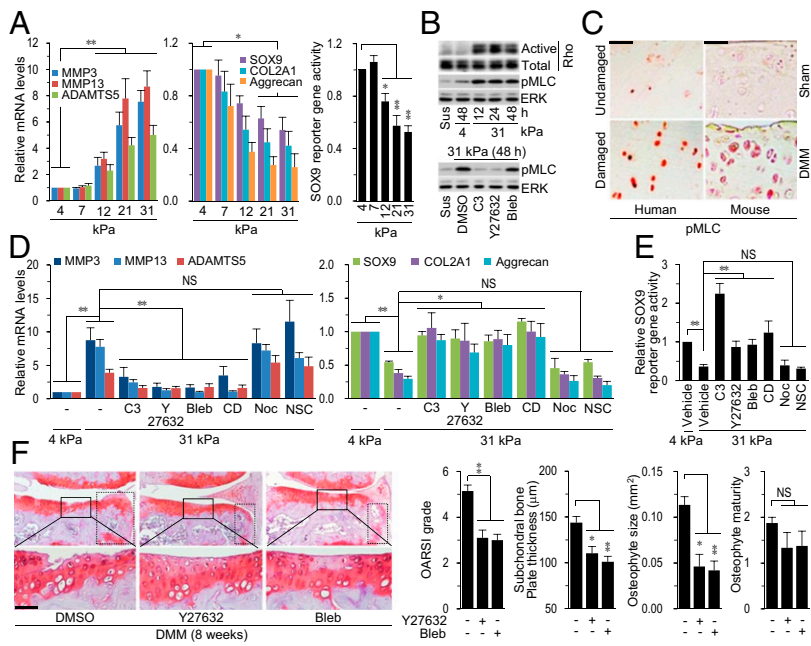 A
Relative mRNA levels
12
10
8
6
4
2
0
**
MMP3
MMP13
ADAMTS5
4 7 12 21 31
kPa
1.2
0.8
0.4
0.0
*
SOX9
COL2A1
Aggrecan
4 7 12 21 31
kPa
SOX9 reporter gene activity
1.2
0.8
0.4
0.0
* ** **
4 7 12 21 31
kPa
B
Active
Total
Rho
pMLC
ERK
Sus 48 12 24 48 h
4 31 kPa
31 kPa (48 h)
pMLC
ERK
Sus DMSO C3 Y27632 Bleb
C
Undamaged
Damaged
Sham
DMM
Human Mouse
pMLC
D
Relative mRNA levels
20
15
10
5
0
MMP3 MMP13 ADAMTS5
NS
** **
- - C3 Y Bleb CD Noc NSC
27632
4 kPa 31 kPa
2.0
1.5
1.0
0.5
0.0
SOX9 COL2A1 Aggrecan
NS
** *
- - C3 Y Bleb CD Noc NSC
27632
4 kPa 31 kPa
E
Relative SOX9
reporter gene activity
5
4
3
2
1
0
NS
**
**
Vehicle Vehicle C3 Y27632 Bleb CD Noc NSC
4 kPa 31 kPa
F
DMSO Y27632 Bleb
DMM (8 weeks)
OARSI grade
6
4
2
0
**
Subchondral bone
Plate thickness (µm)
200
150
100
50
* **
Osteophyte size (mm²)
0.15
0.10
0.05
0.00
* **
Osteophyte maturity
3
2
1
0
NS
Y27632 - + - - + - - + - - + -
Bleb - - + - - + - - + - - +